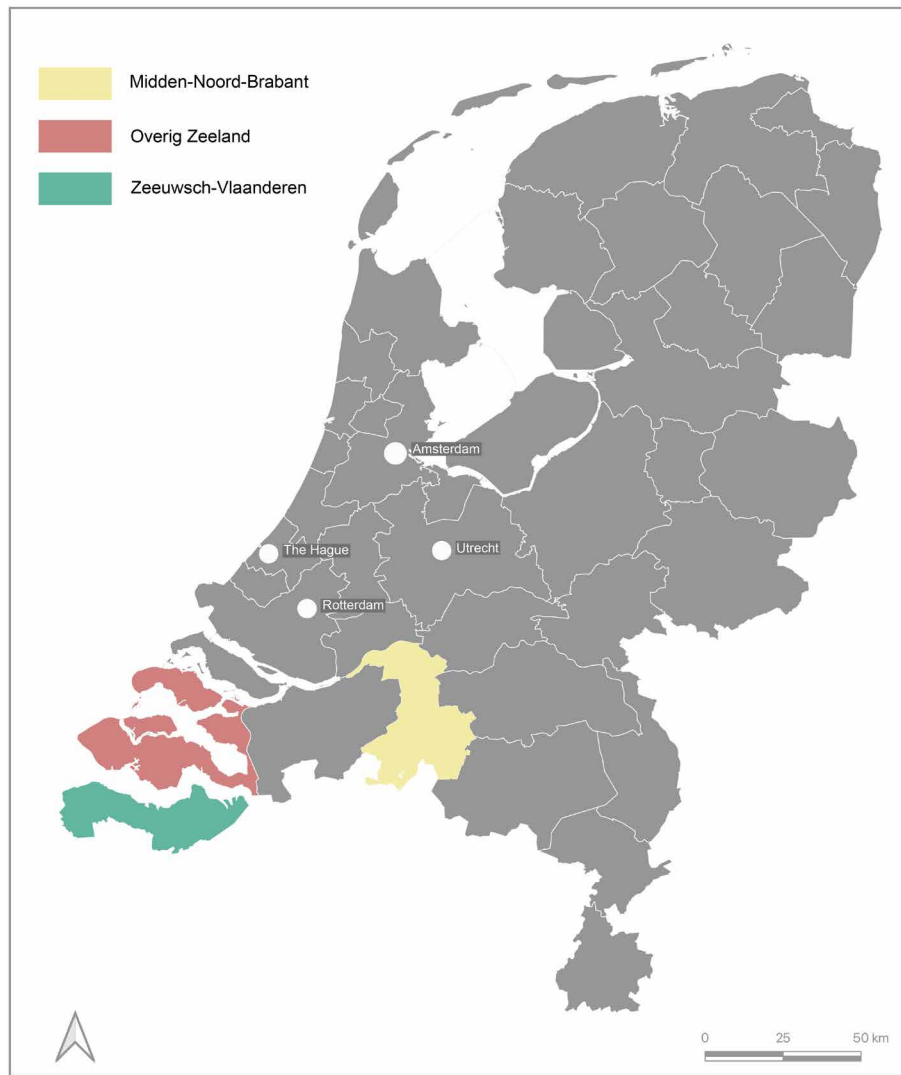 Midden-Noord-Brabant
Overig Zeeland
Zeeuwsch-Vlaanderen
Amsterdam
The Hague
Utrecht
Rotterdam
0 25 50 km